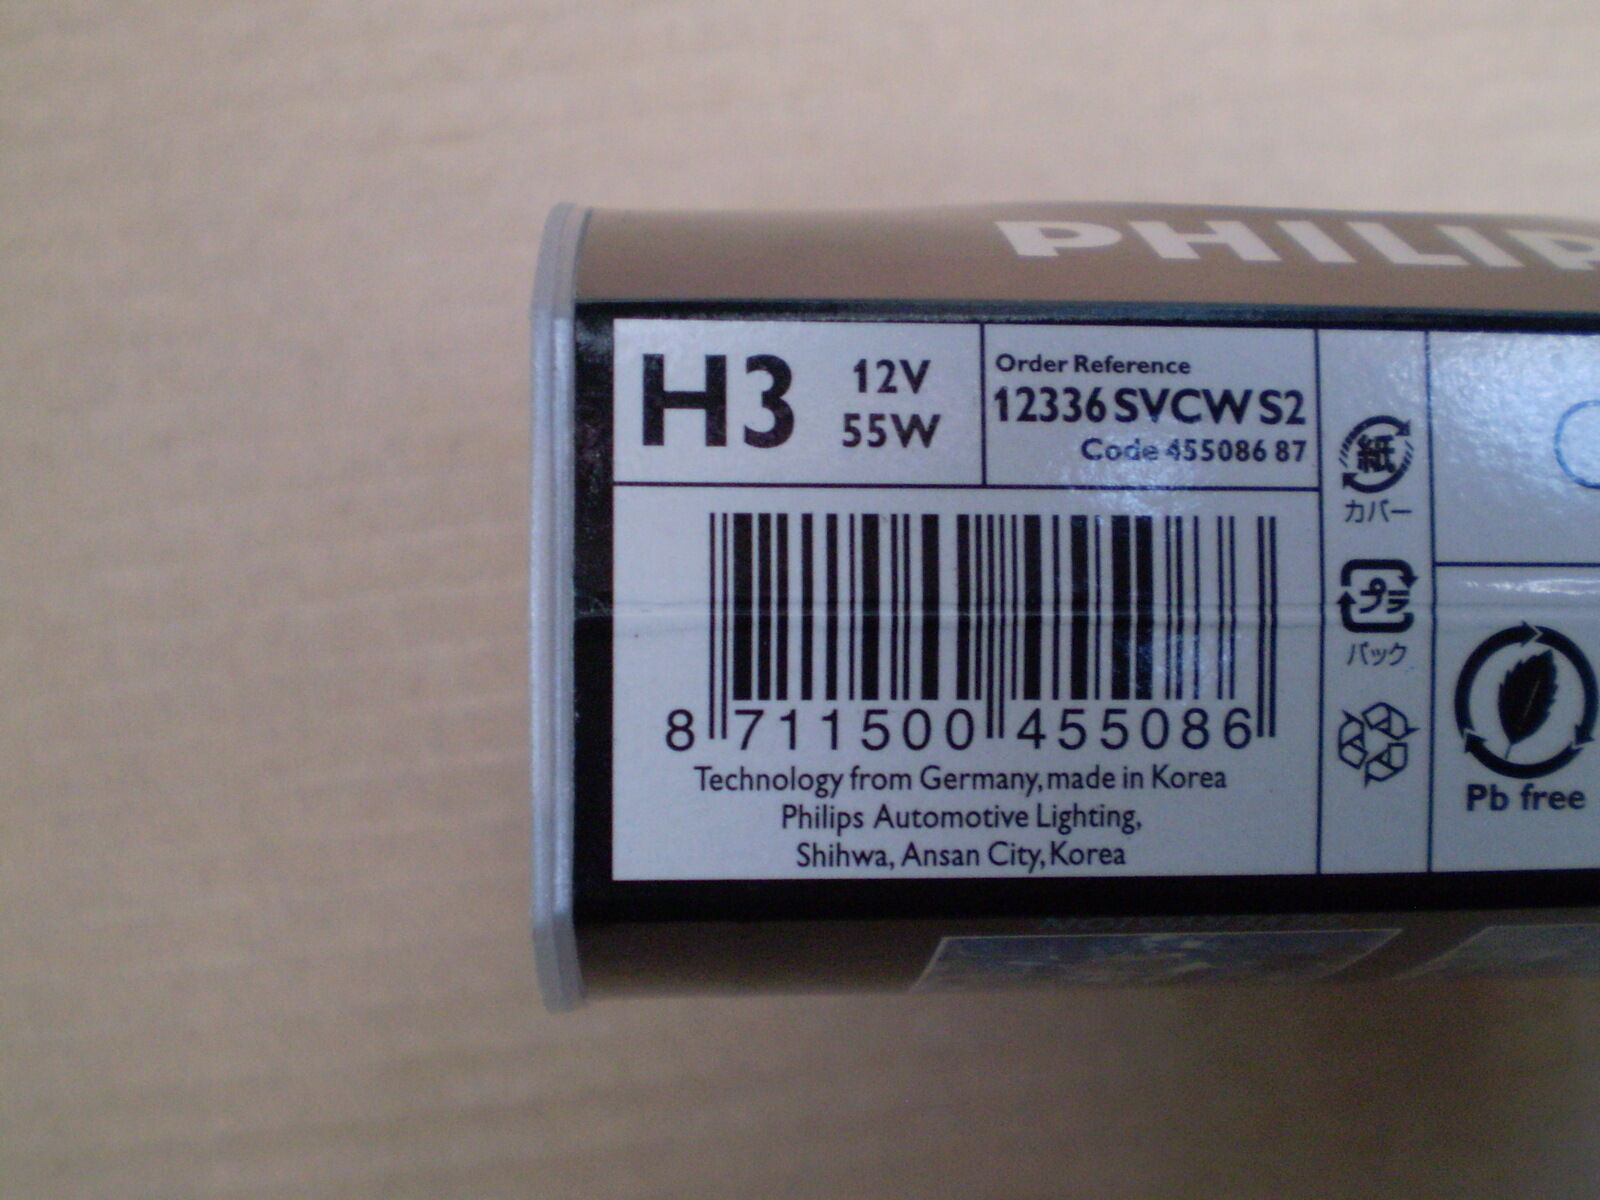 PHILIP
H3
12V
55W
Order Reference
12336 SVCW S2
Code 455086 87
紙
カバー
プラ
パック
8 711500 455086
Technology from Germany, made in Korea
Philips Automotive Lighting,
Shihwa, Ansan City, Korea
Pb free